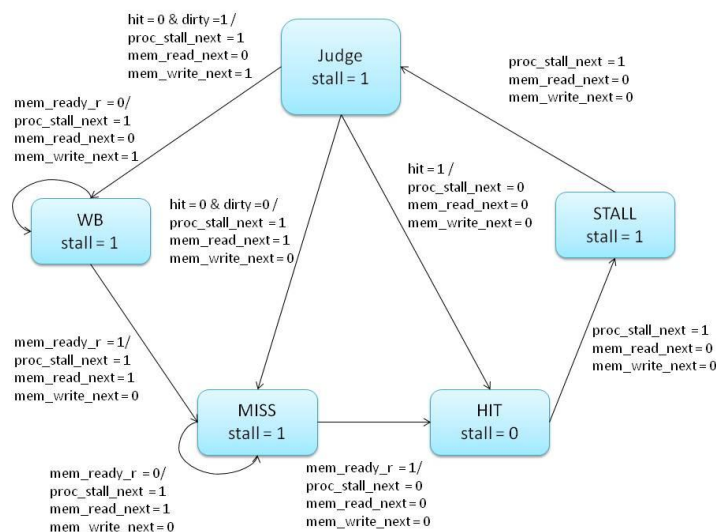 hit = 0 & dirty =1/
proc_stall_next = 1
mem_read_next = 0
mem_write_next = 1
Judge
stall = 1
proc_stall_next = 1
mem_read_next = 0
mem_write_next = 0
mem_ready_r = 0/
proc_stall_next = 1
mem_read_next = 0
mem_write_next = 1
WB
stall = 1
hit = 0 & dirty =0/
proc_stall_next = 1
mem_read_next = 1
mem_write_next = 0
hit = 1 /
proc_stall_next = 0
mem_read_next = 0
mem_write_next = 0
STALL
stall = 1
mem_ready_r = 1/
proc_stall_next = 1
mem_read_next = 1
mem_write_next = 0
proc_stall_next = 1
mem_read_next = 0
mem_write_next = 0
MISS
stall = 1
HIT
stall = 0
mem_ready_r = 0/
proc_stall_next = 1
mem_read_next = 1
mem_write_next = 0
mem_ready_r = 1/
proc_stall_next = 0
mem_read_next = 0
mem_write_next = 0